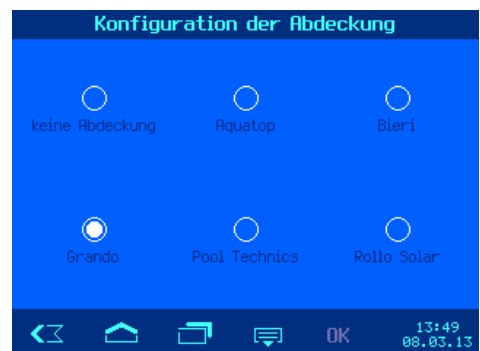 Konfiguration der Abdeckung
keine Abdeckung
Aquatop
Bieri
Grando
Pool Technics
Rollo Solar
OK
13:49
08.03.13